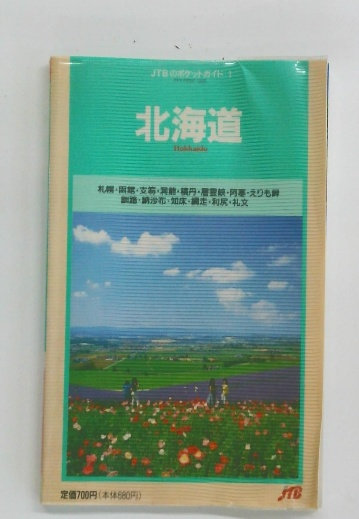 JTBのポケットガイド 1
北海道
Hokkaido
札幌・函館・支笏・洞爺・積丹・層雲峡・阿寒・えりも岬
釧路・納沙布・知床・網走・利尻・礼文
定価700円(本体680円)
JTB